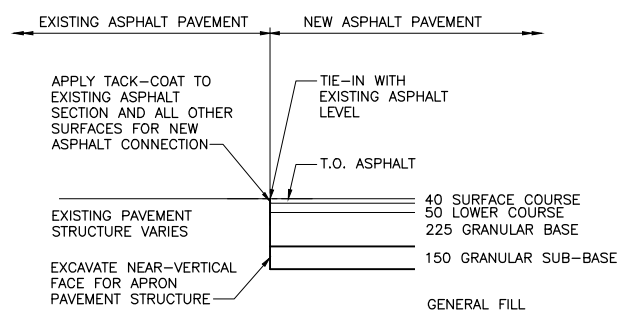 EXISTING ASPHALT PAVEMENT
NEW ASPHALT PAVEMENT
APPLY TACK-COAT TO
EXISTING ASPHALT
SECTION AND ALL OTHER
SURFACES FOR NEW
ASPHALT CONNECTION
TIE-IN WITH
EXISTING ASPHALT
LEVEL
T.O. ASPHALT
EXISTING PAVEMENT
STRUCTURE VARIES
40 SURFACE COURSE
50 LOWER COURSE
225 GRANULAR BASE
150 GRANULAR SUB-BASE
EXCAVATE NEAR-VERTICAL
FACE FOR APRON
PAVEMENT STRUCTURE
GENERAL FILL